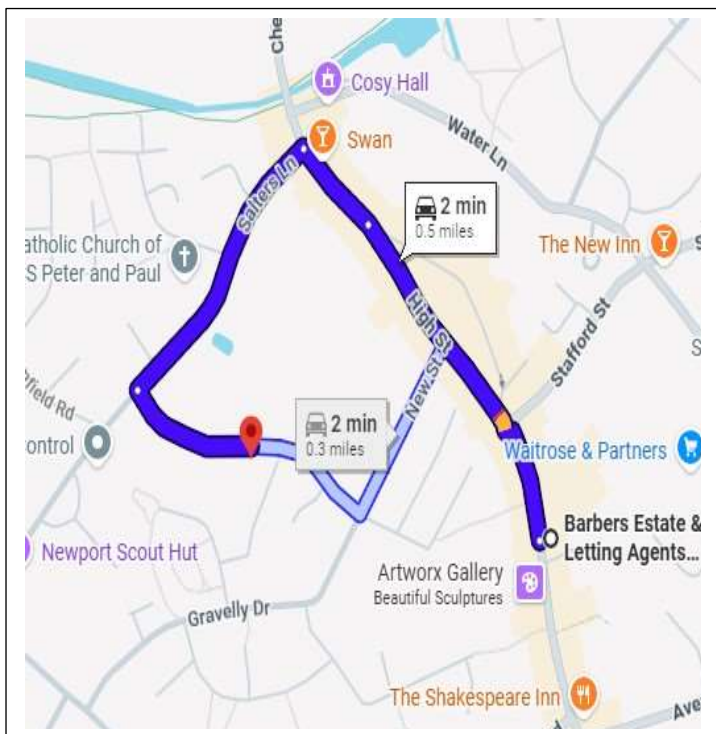 Che
Cosy Hall
Swan
Water Ln
Salters Ln
2 min
0.5 miles
The New Inn
atholic Church of
S Peter and Paul
High St
Stafford St
S
S
field Rd
New St
2 min
0.3 miles
ontrol
Waitrose & Partners
Barbers Estate &
Letting Agents...
Newport Scout Hut
Artworx Gallery
Beautiful Sculptures
Gravelly Dr
The Shakespeare Inn
Ave